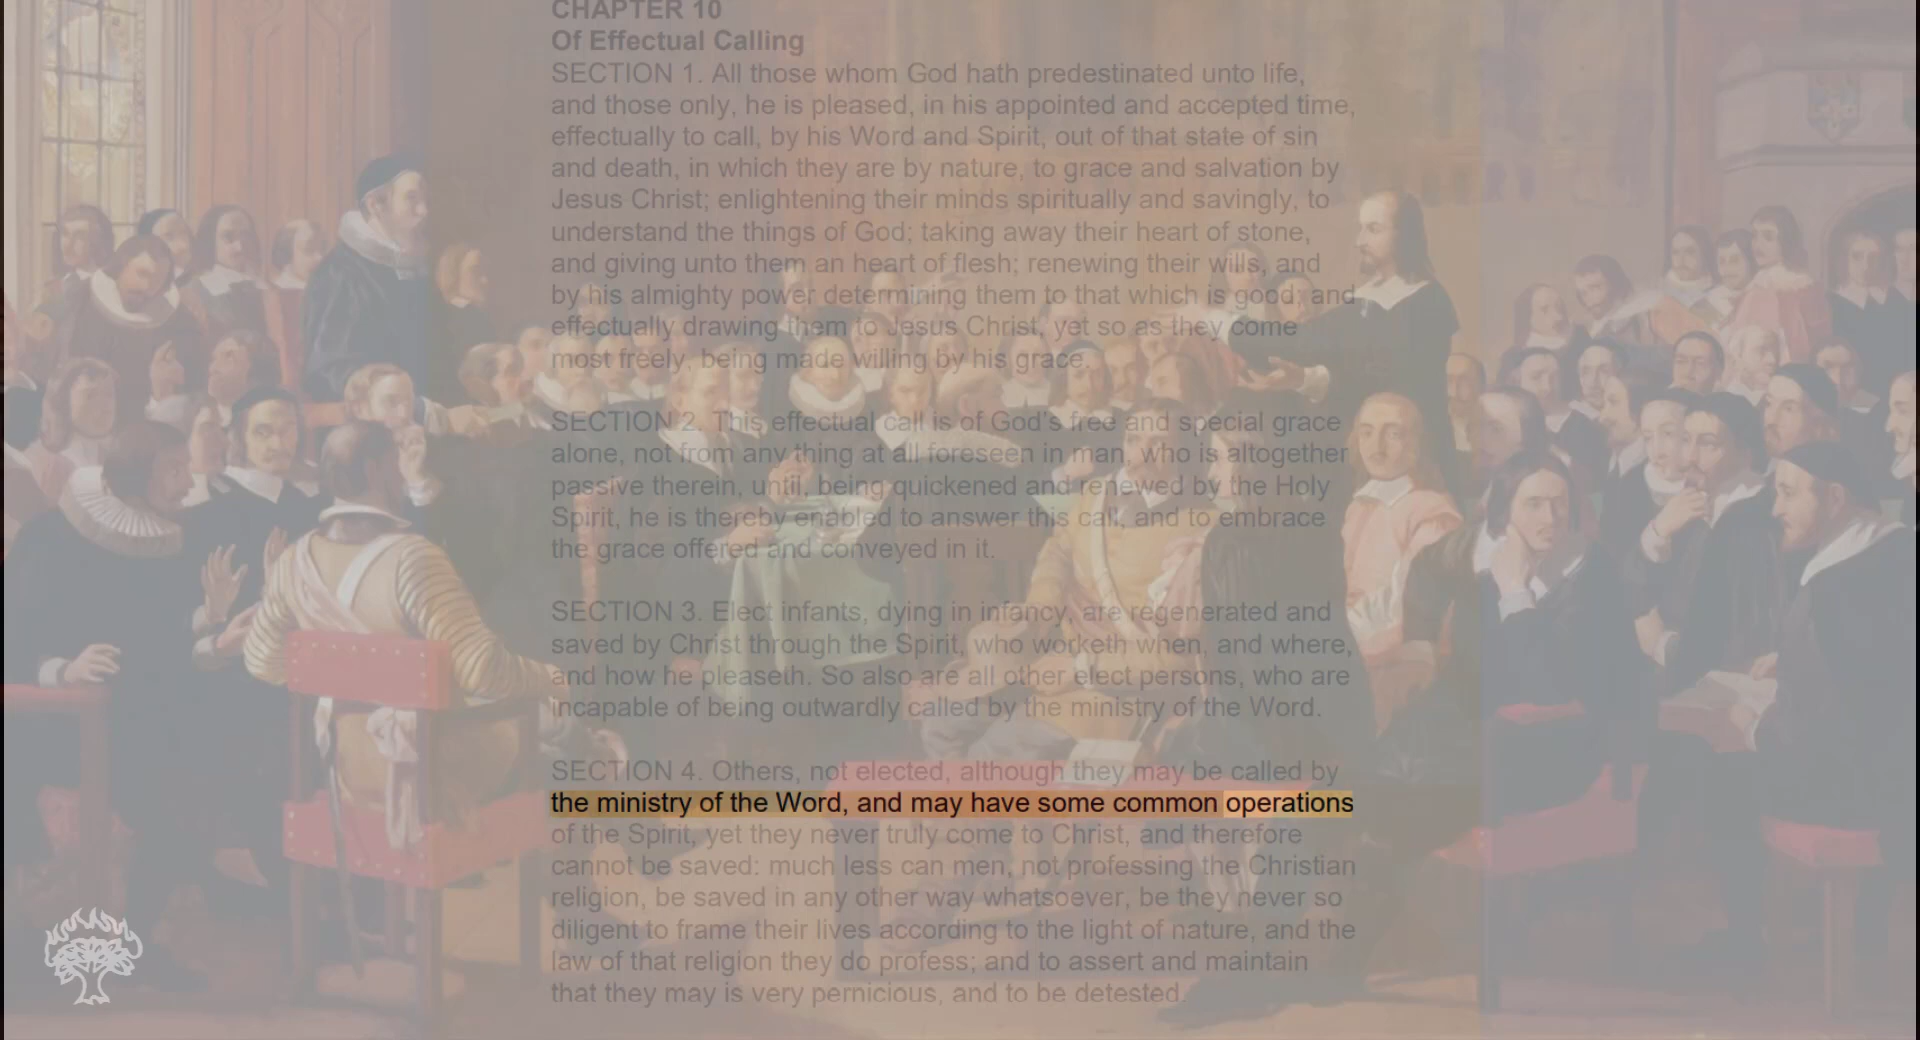 CHAPTER 10
Of Effectual Calling
SECTION 1. All those whom God hath predestinated unto life,
and those only, he is pleased, in his appointed and accepted time,
effectually to call, by his Word and Spirit, out of that state of sin
and death, in which they are by nature, to grace and salvation by
Jesus Christ; enlightening their minds spiritually and savingly, to
understand the things of God; taking away their heart of stone,
and giving unto them an heart of flesh; renewing their wills, and
by his almighty power determining them to that which is good; and
effectually drawing them to Jesus Christ, yet so as they come
most freely, being made willing by his grace.
SECTION 2. This effectual call is of God's free and special grace
alone, not from any thing at all foreseen in man, who is altogether
passive therein, until, being quickened and renewed by the Holy
Spirit, he is thereby enabled to answer this call, and to embrace
the grace offered and conveyed in it.
SECTION 3. Elect infants, dying in infancy, are regenerated and
saved by Christ through the Spirit, who worketh when, and where,
and how he pleaseth. So also are all other elect persons, who are
incapable of being outwardly called by the ministry of the Word.
SECTION 4. Others, not elected, although they may be called by
the ministry of the Word, and may have some common operations
of the Spirit, yet they never truly come to Christ, and therefore
cannot be saved: much less can men, not professing the Christian
religion, be saved in any other way whatsoever, be they never so
diligent to frame their lives according to the light of nature, and the
law of that religion they do profess; and to assert and maintain
that they may is very pernicious, and to be detested.